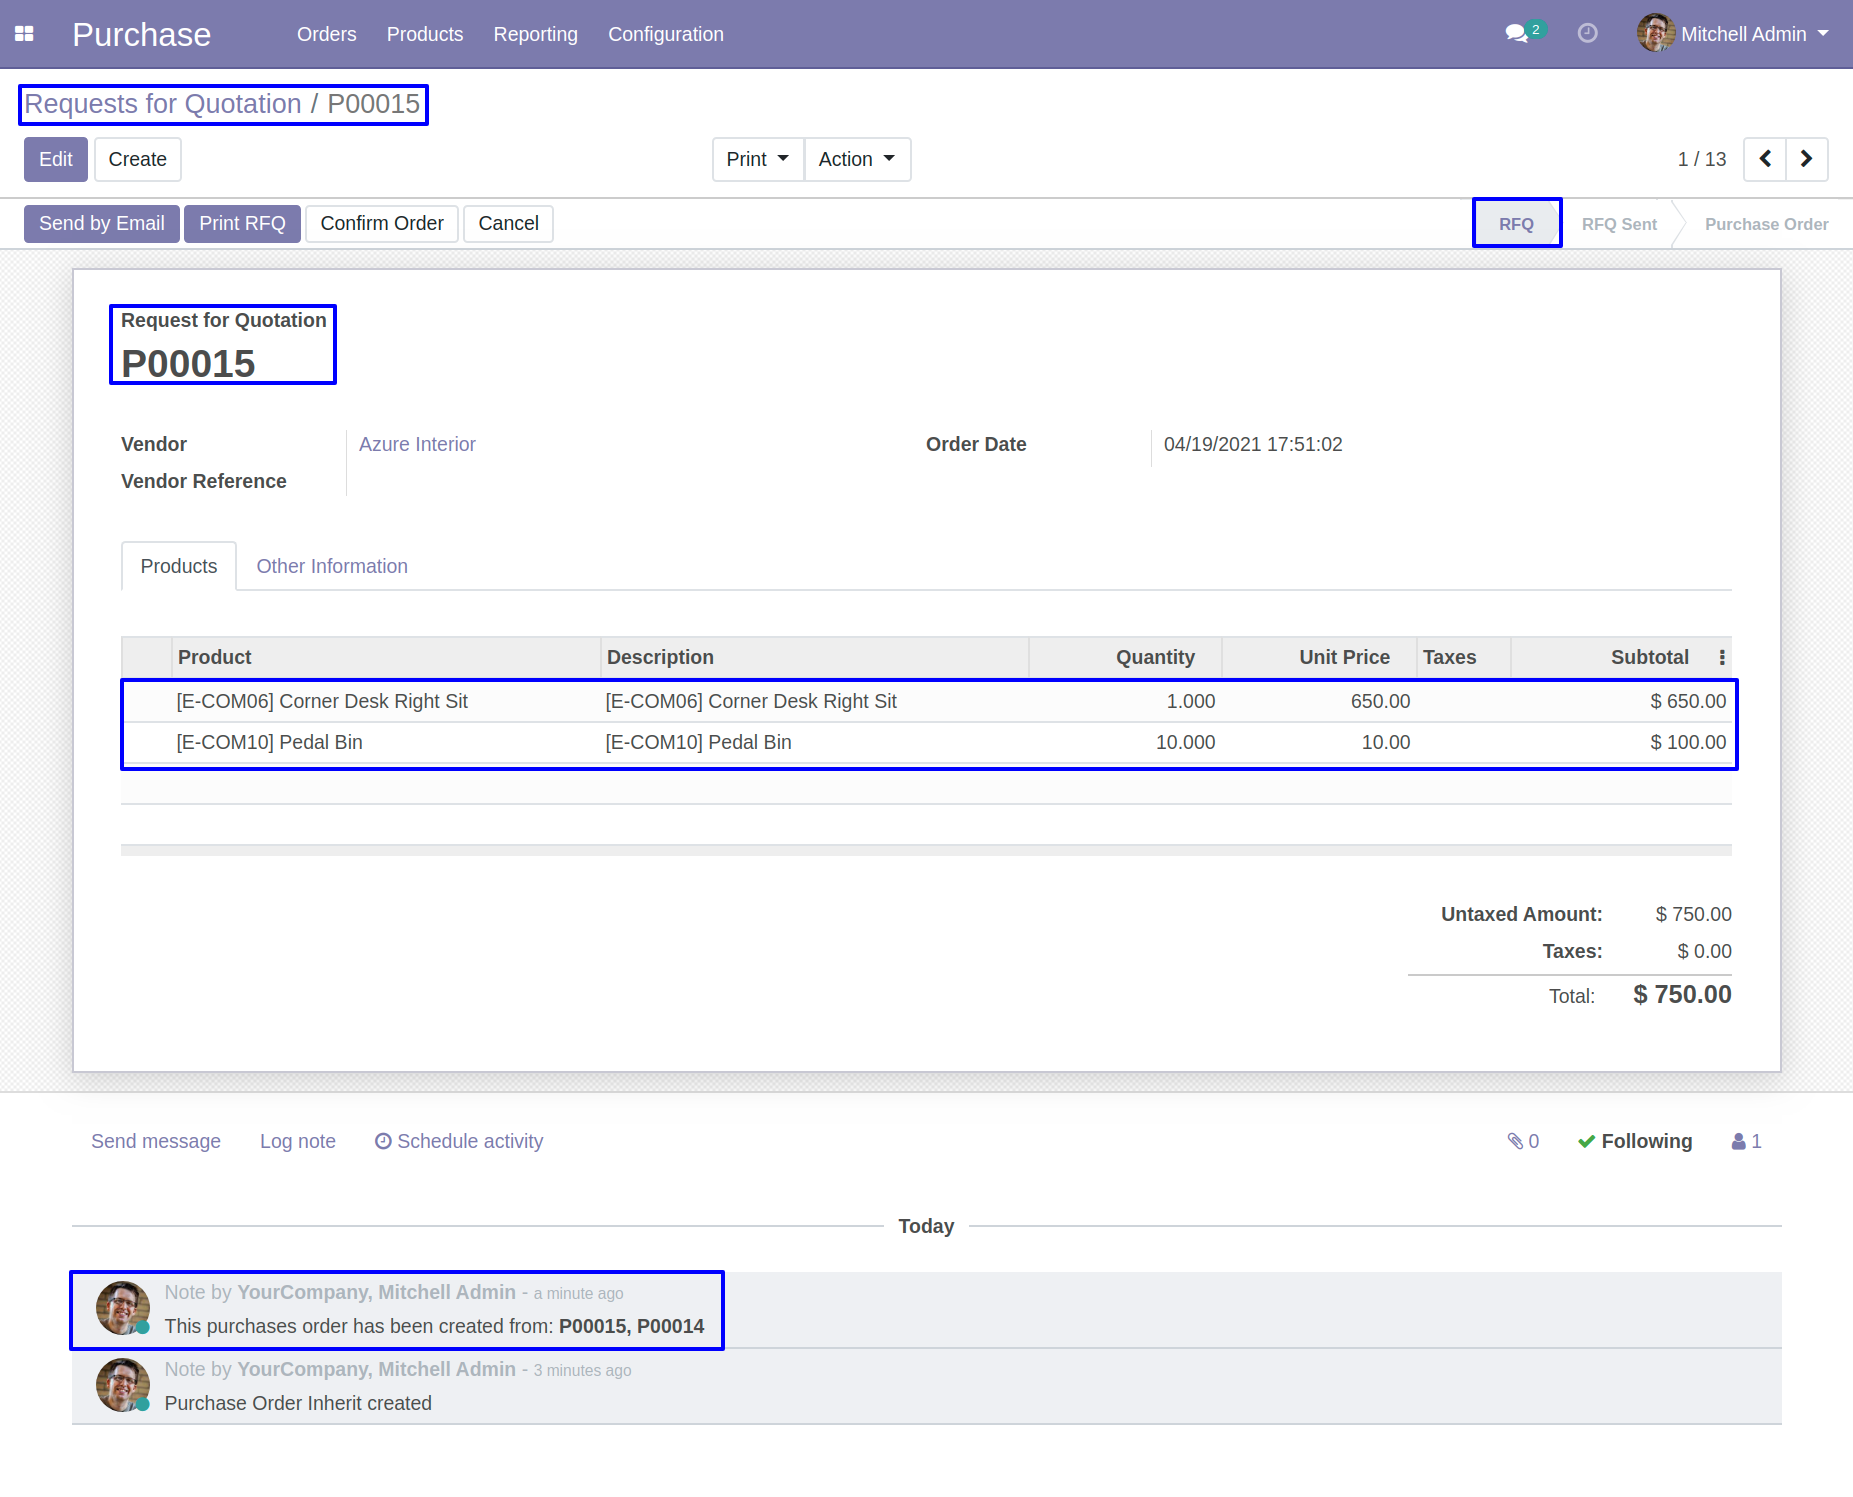 Purchase Orders Products Reporting Configuration 2 Mitchell Admin
Requests for Quotation / P00015
Edit Create Print Action 1 / 13
Send by Email Print RFQ Confirm Order Cancel RFQ RFQ Sent Purchase Order
Request for Quotation
P00015
Vendor Azure Interior Order Date 04/19/2021 17:51:02
Vendor Reference
Products Other Information
Product Description Quantity Unit Price Taxes Subtotal
[E-COM06] Corner Desk Right Sit [E-COM06] Corner Desk Right Sit 1.000 650.00 $ 650.00
[E-COM10] Pedal Bin [E-COM10] Pedal Bin 10.000 10.00 $ 100.00
Untaxed Amount: $ 750.00
Taxes: $ 0.00
Total: $ 750.00
Send message Log note Schedule activity 0 Following 1
Today
Note by YourCompany, Mitchell Admin - a minute ago
This purchases order has been created from: P00015, P00014
Note by YourCompany, Mitchell Admin - 3 minutes ago
Purchase Order Inherit created